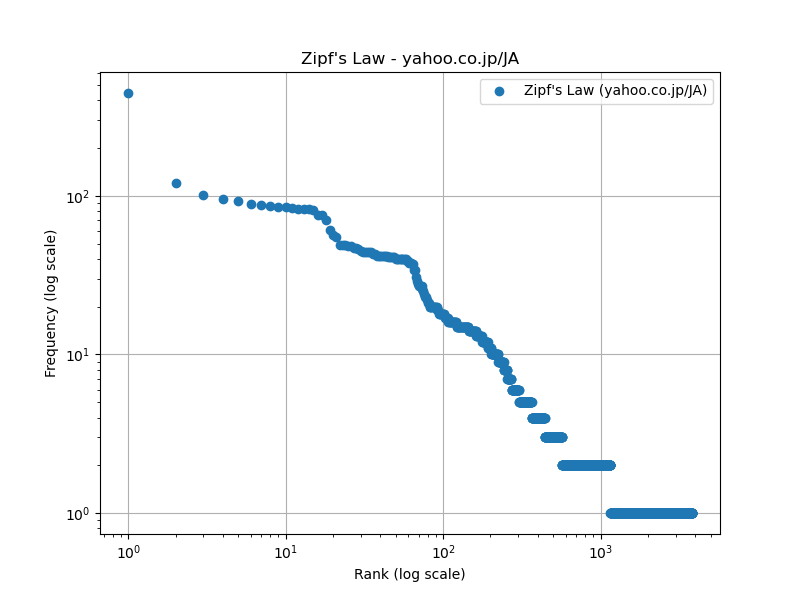 Zipf's Law - yahoo.co.jp/JA
Zipf's Law (yahoo.co.jp/JA)
Frequency (log scale)
10²
10¹
10⁰
10⁰ 10¹ 10² 10³
Rank (log scale)